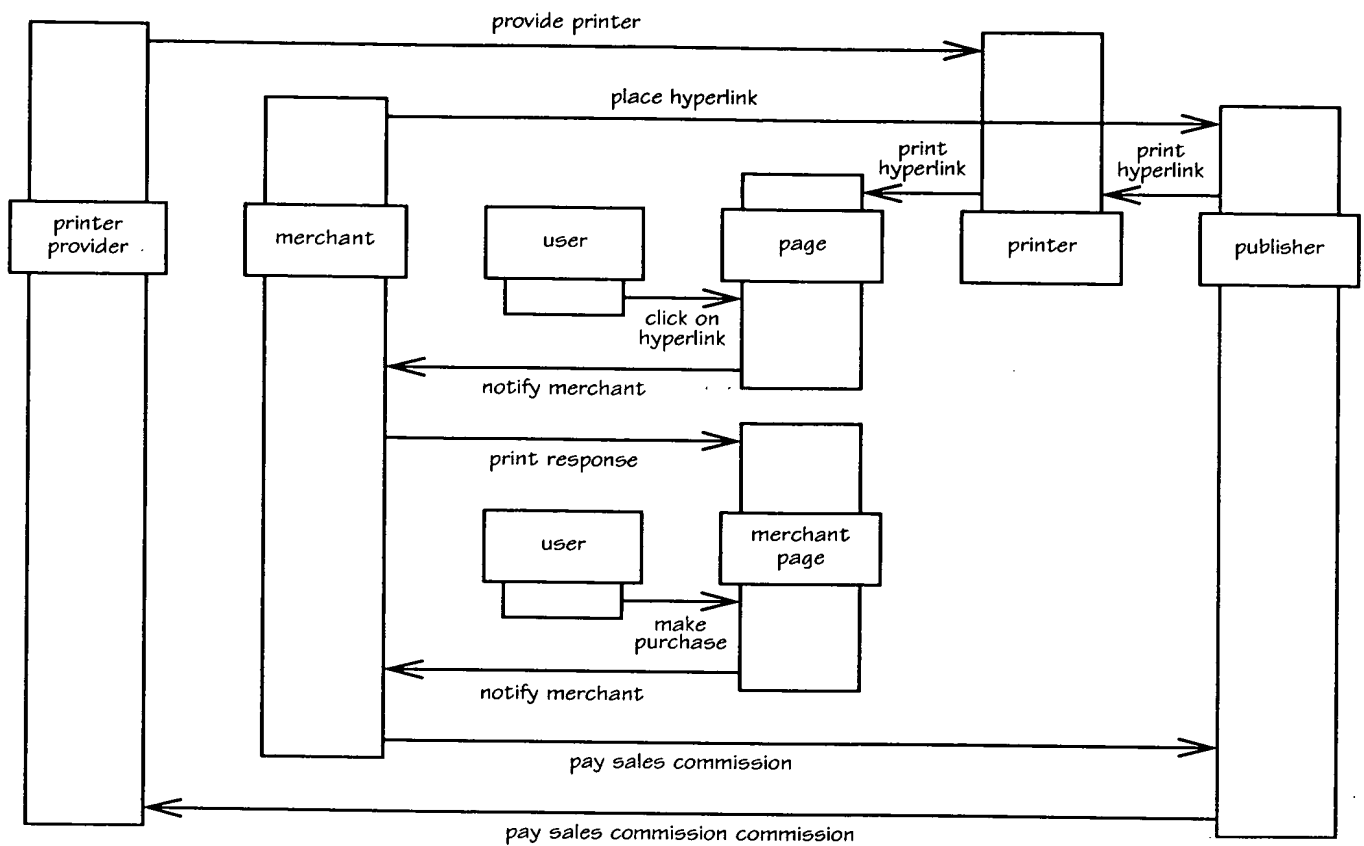 provide printer
place hyperlink
print
hyperlink
print
hyperlink
printer
provider
merchant
user
page
printer
publisher
click on
hyperlink
notify merchant
print response
user
merchant
page
make
purchase
notify merchant
pay sales commission
pay sales commission commission